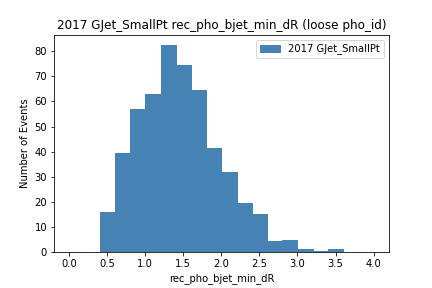 2017 GJet_SmallPt rec_pho_bjet_min_dR (loose pho_id)
2017 GJet_SmallPt
Number of Events
80
70
60
50
40
30
20
10
0
0.0 0.5 1.0 1.5 2.0 2.5 3.0 3.5 4.0
rec_pho_bjet_min_dR